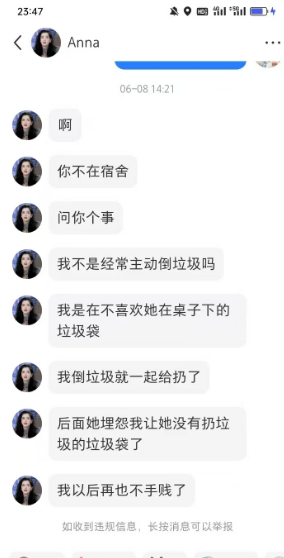 23:47
Anna
06-08 14:21
啊
你不在宿舍
问你个事
我不是经常主动倒垃圾吗
我是在不喜欢她在桌子下的
垃圾袋
我倒垃圾就一起给扔了
后面她埋怨我让她没有扔垃
圾的垃圾袋了
我以后再也不手贱了
如收到违规信息，长按消息可以举报